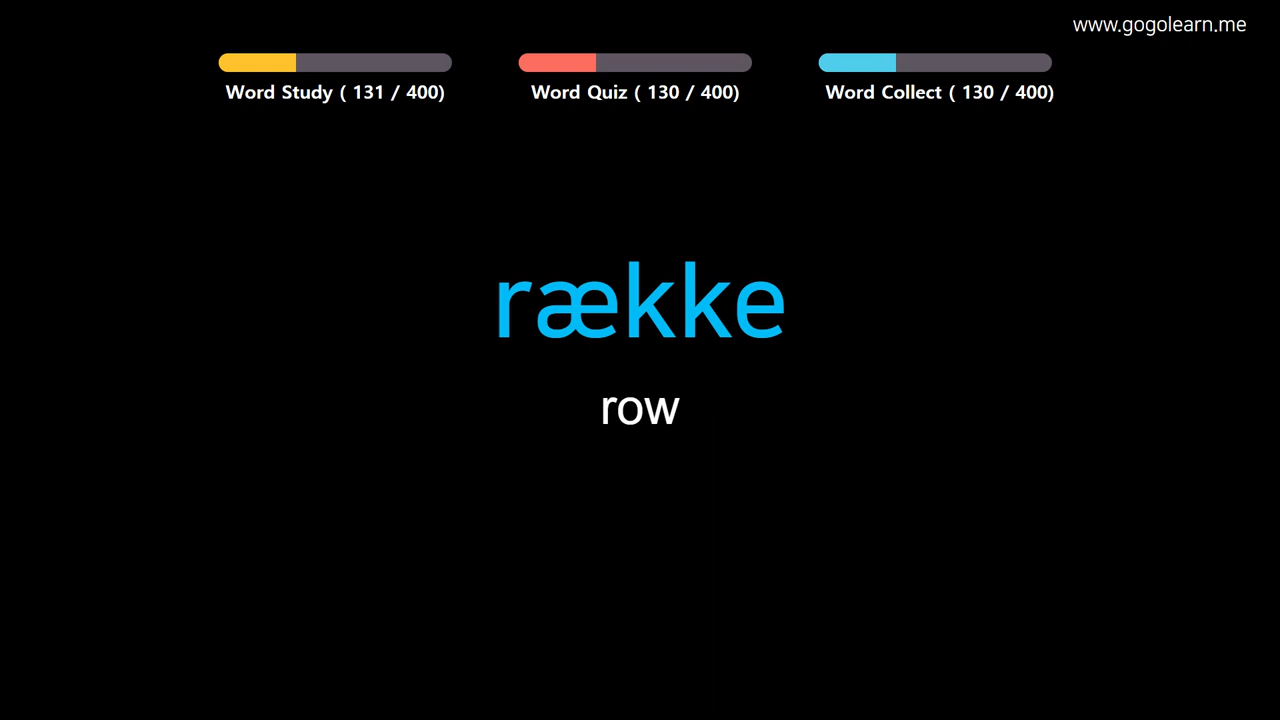 www.gogolearn.me
Word Study ( 131 / 400)
Word Quiz ( 130 / 400)
Word Collect ( 130 / 400)
række
row